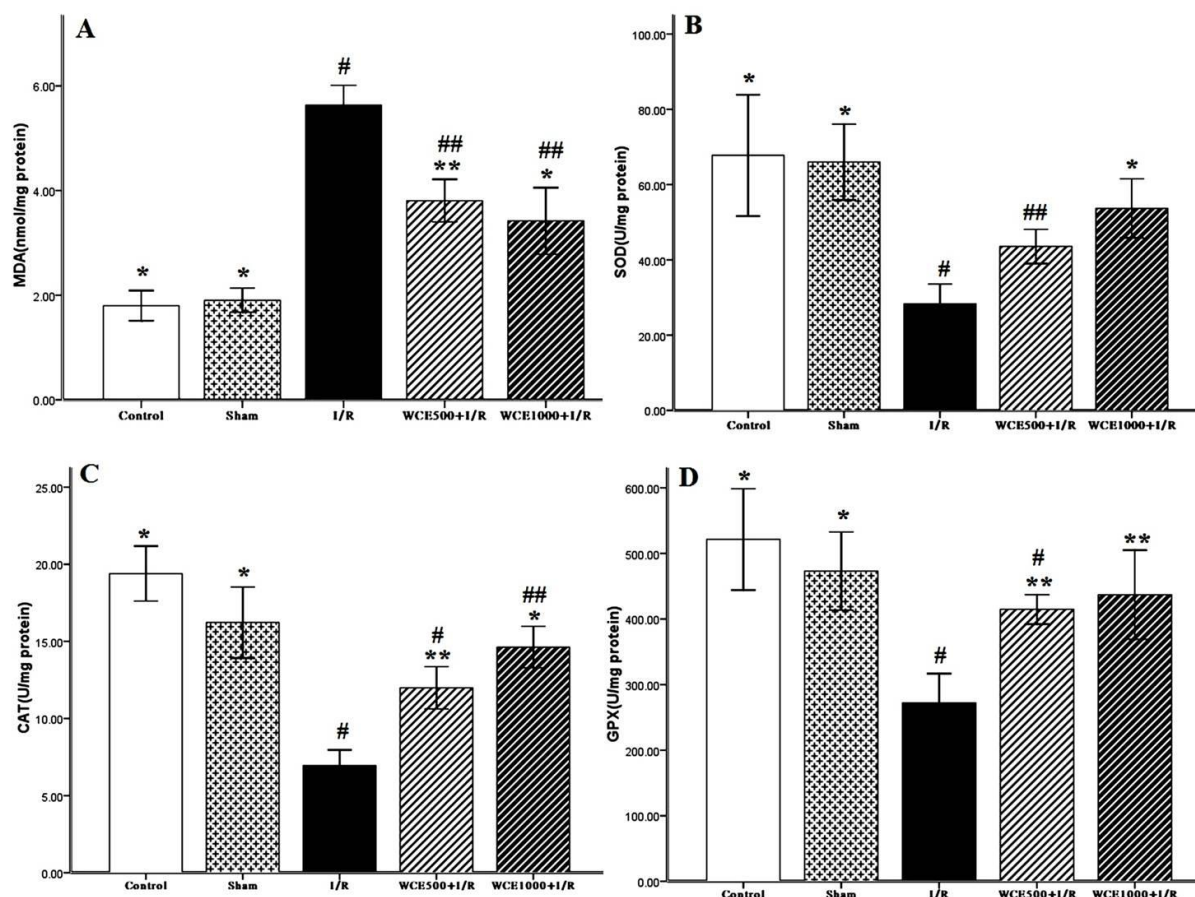 A
MDA(nmol/mg protein)
6.00
4.00
2.00
0.00
*
*
#
##
**
##
*
Control
Sham
I/R
WCE500+I/R
WCE1000+I/R
B
SOD(U/mg protein)
100.00
80.00
60.00
40.00
20.00
0.00
*
*
#
##
*
Control
Sham
I/R
WCE500+I/R
WCE1000+I/R
C
CAT(U/mg protein)
25.00
20.00
15.00
10.00
5.00
0.00
*
*
#
#
**
##
*
Control
Sham
I/R
WCE500+I/R
WCE1000+I/R
D
GPX(U/mg protein)
600.00
500.00
400.00
300.00
200.00
100.00
0.00
*
*
#
#
**
**
Control
Sham
I/R
WCE500+I/R
WCE1000+I/R